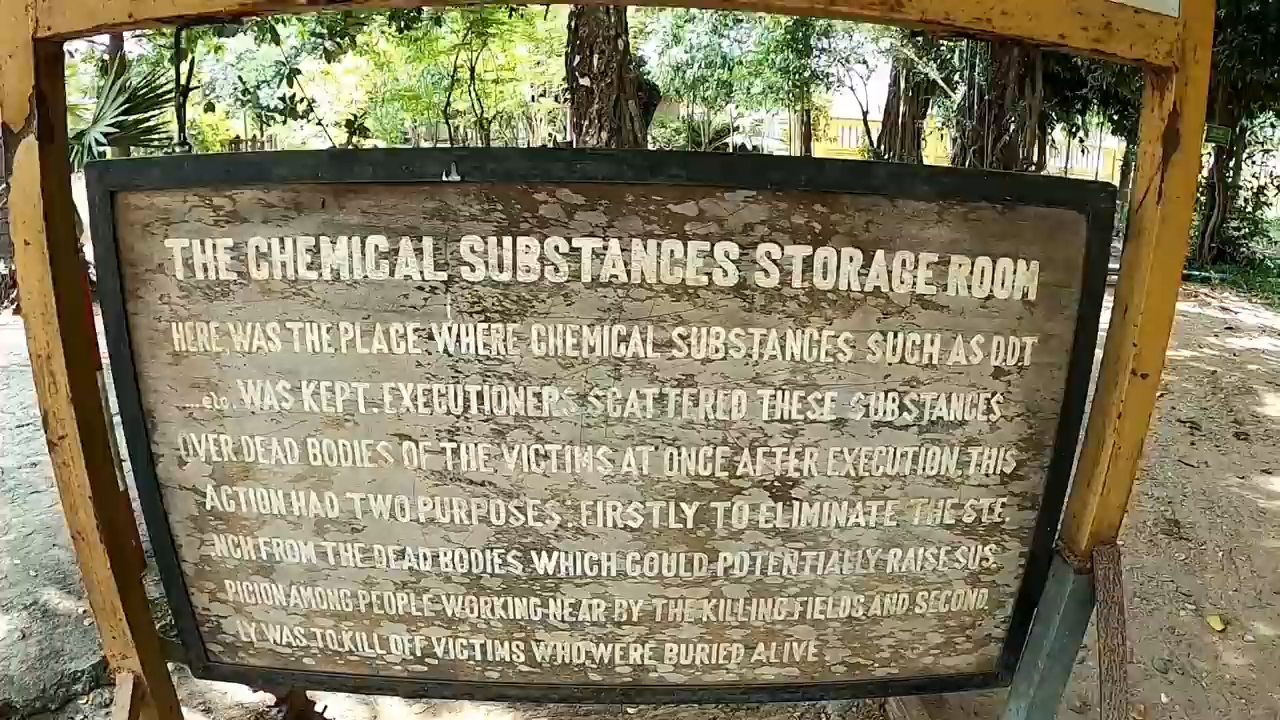 THE CHEMICAL SUBSTANCES STORAGE ROOM
HERE WAS THE PLACE WHERE CHEMICAL SUBSTANCES SUCH AS DDT
...etc. WAS KEPT. EXECUTIONERS SCATTERED THESE SUBSTANCES
OVER DEAD BODIES OF THE VICTIMS AT ONCE AFTER EXECUTION, THIS
ACTION HAD TWO PURPOSES: FIRSTLY TO ELIMINATE THE STE.
NCH FROM THE DEAD BODIES WHICH COULD POTENTIALLY RAISE SUS.
PICION AMONG PEOPLE WORKING NEAR BY THE KILLING FIELDS AND SECOND.
LY WAS TO KILL OFF VICTIMS WHO WERE BURIED ALIVE